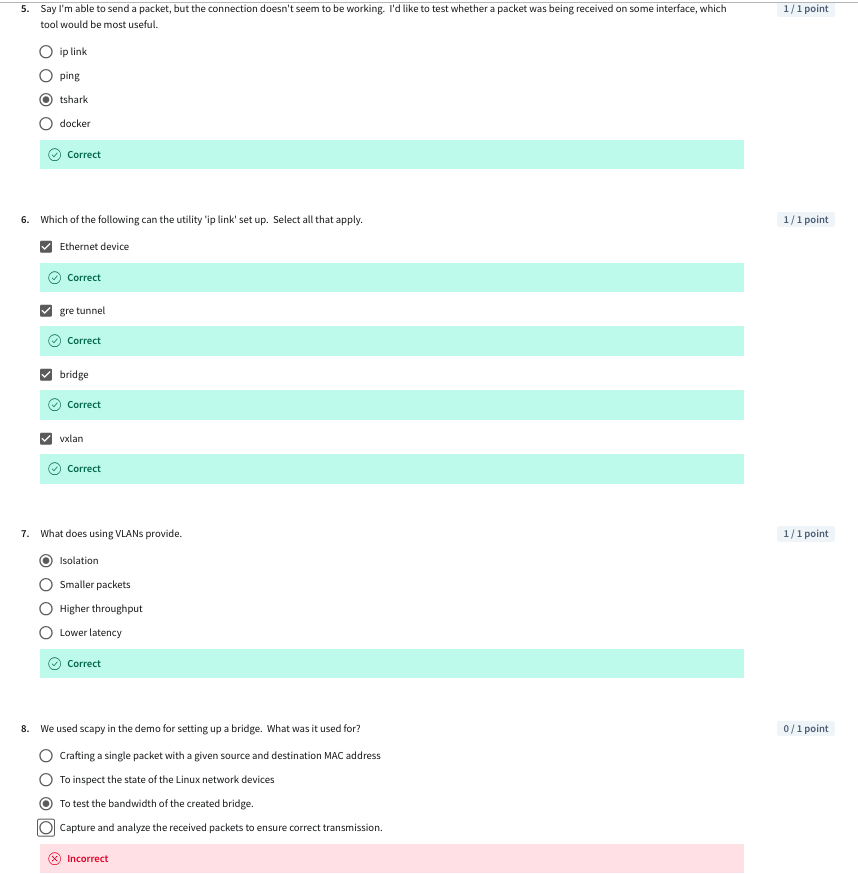 5. Say I'm able to send a packet, but the connection doesn't seem to be working.  I'd like to test whether a packet was being received on some interface, which 1 / 1 point
tool would be most useful.
ip link
ping
tshark
docker
Correct
6. Which of the following can the utility 'ip link' set up.  Select all that apply. 1 / 1 point
Ethernet device
Correct
gre tunnel
Correct
bridge
Correct
vxlan
Correct
7. What does using VLANs provide. 1 / 1 point
Isolation
Smaller packets
Higher throughput
Lower latency
Correct
8. We used scapy in the demo for setting up a bridge.  What was it used for? 0 / 1 point
Crafting a single packet with a given source and destination MAC address
To inspect the state of the Linux network devices
To test the bandwidth of the created bridge.
Capture and analyze the received packets to ensure correct transmission.
Incorrect